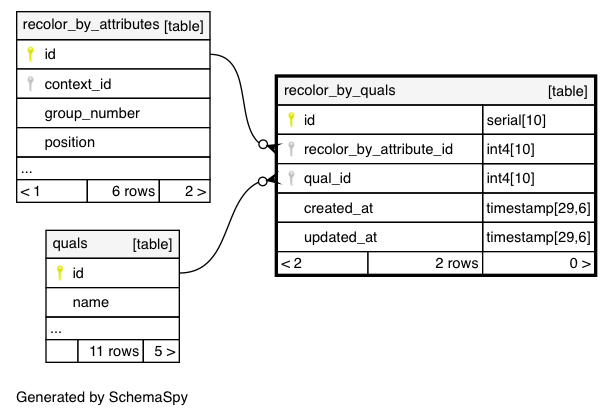 recolor_by_attributes [table]
id
context_id
group_number
position
...
< 1 6 rows 2 >
quals [table]
id
name
...
11 rows 5 >
recolor_by_quals [table]
id serial[10]
recolor_by_attribute_id int4[10]
qual_id int4[10]
created_at timestamp[29,6]
updated_at timestamp[29,6]
< 2 2 rows 0 >
Generated by SchemaSpy